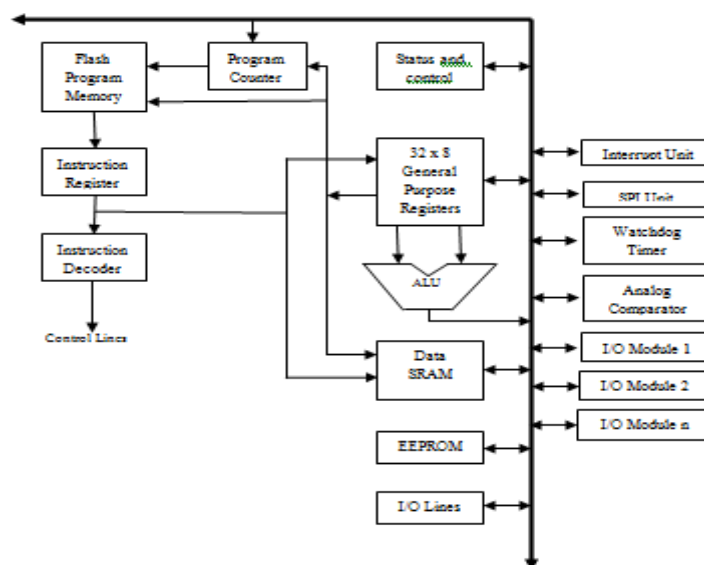 Flash
Program
Memory
Program
Counter
Status and,
control
Instruction
Register
32 x 8
General
Purpose
Registers
Interrupt Unit
SPI Unit
Instruction
Decoder
Watchdog
Timer
ALU
Analog
Comparator
Control Lines
Data
SRAM
I/O Module 1
I/O Module 2
I/O Module n
EEPROM
I/O Lines